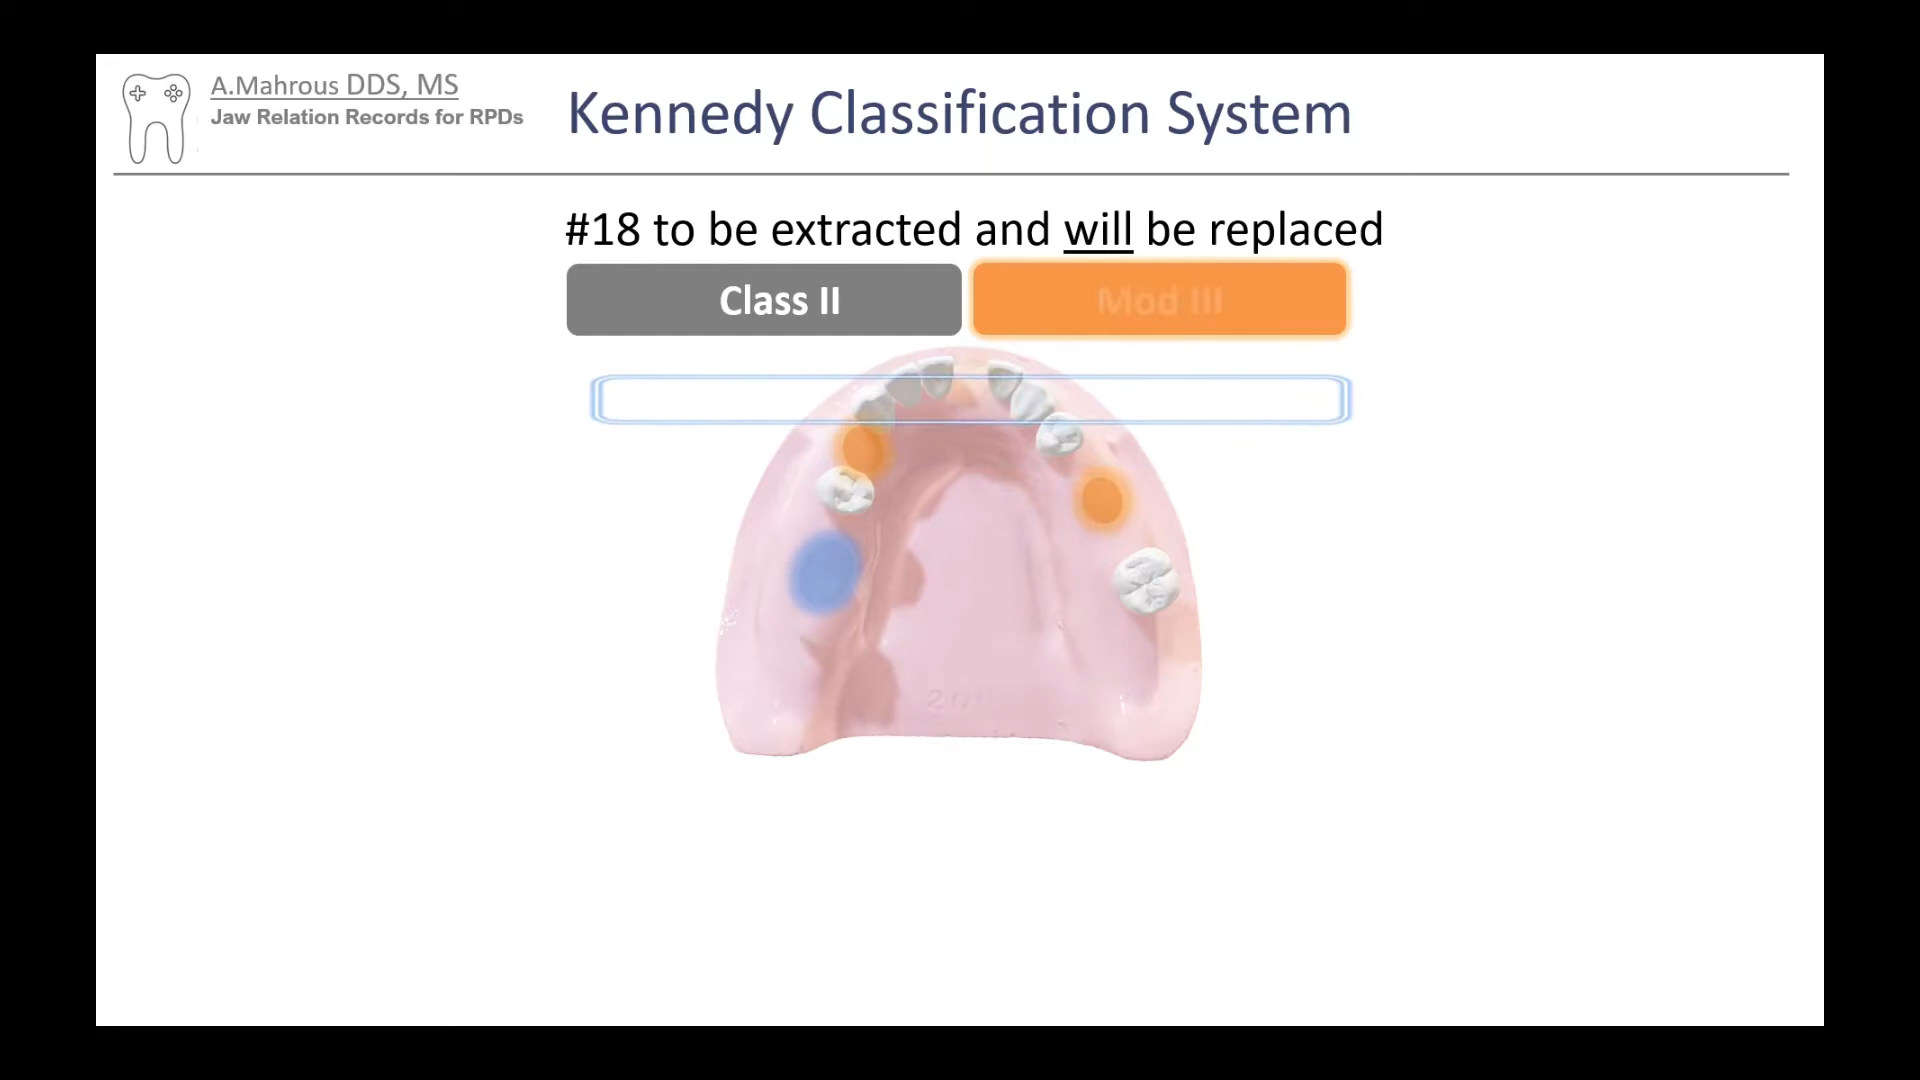 A.Mahrous DDS, MS
Jaw Relation Records for RPDs
Kennedy Classification System
#18 to be extracted and will be replaced
Class II
Mod III